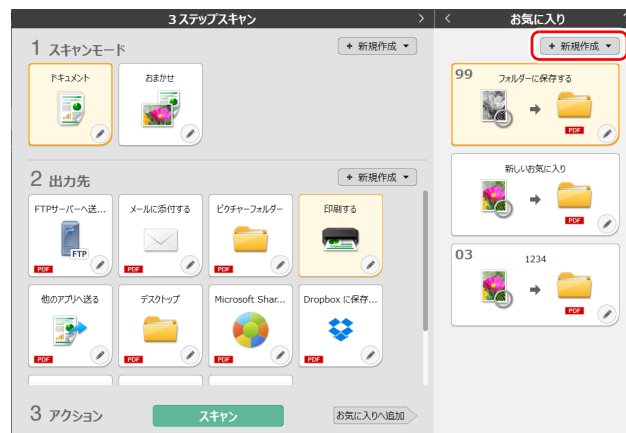 3ステップスキャン
お気に入り
1 スキャンモード
+ 新規作成
ドキュメント
おまかせ
2 出力先
+ 新規作成
FTPサーバーへ送...
メールに添付する
ピクチャーフォルダー
印刷する
FTP
PDF
PDF
PDF
他のアプリへ送る
デスクトップ
Microsoft Shar...
Dropbox に保存...
PDF
PDF
PDF
PDF
3 アクション
スキャン
お気に入りへ追加
+ 新規作成
99
フォルダーに保存する
PDF
新しいお気に入り
PDF
03
1234
PDF